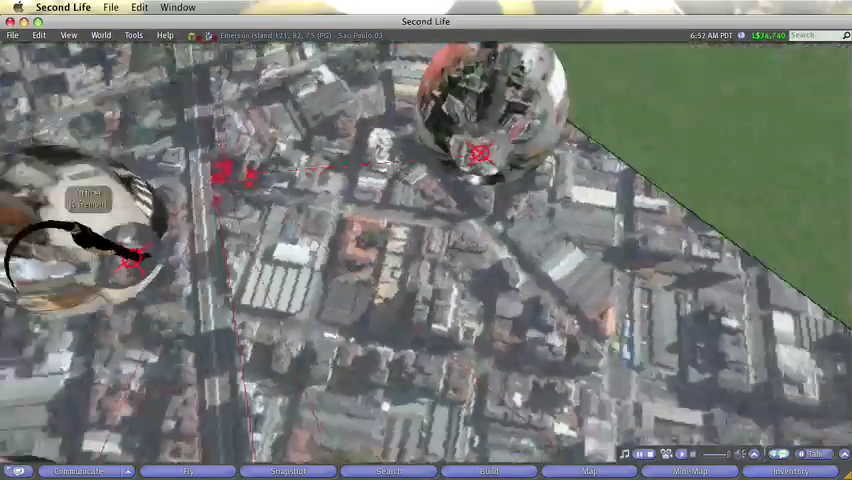 Second Life File Edit Window
Second Life
File Edit View World Tools Help Emerson Island 121, 82, 75 (PG) Sao Paulo 03 6:52 AM PDT L$34,740 Search
Talk
Communicate Fly Snapshot Search Build Map Mini-Map Inventory